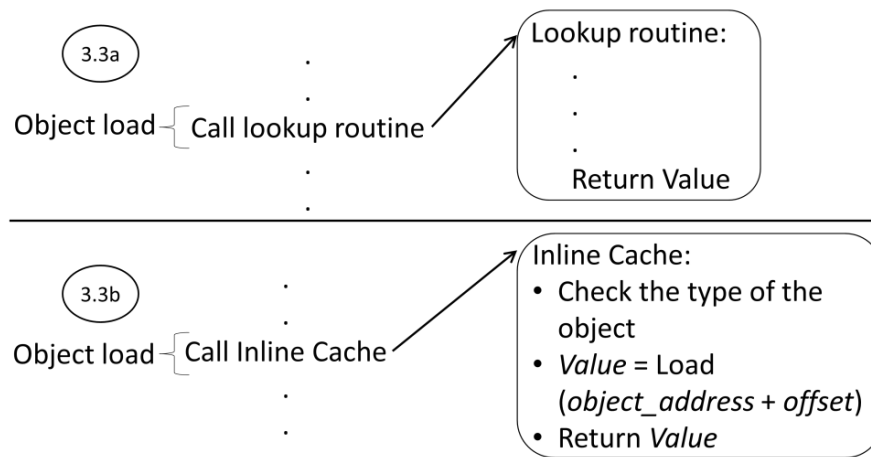 3.3a
Object load
Call lookup routine
Lookup routine:
.
.
.
Return Value
3.3b
Object load
Call Inline Cache
Inline Cache:
• Check the type of the
object
• Value = Load
(object_address + offset)
• Return Value